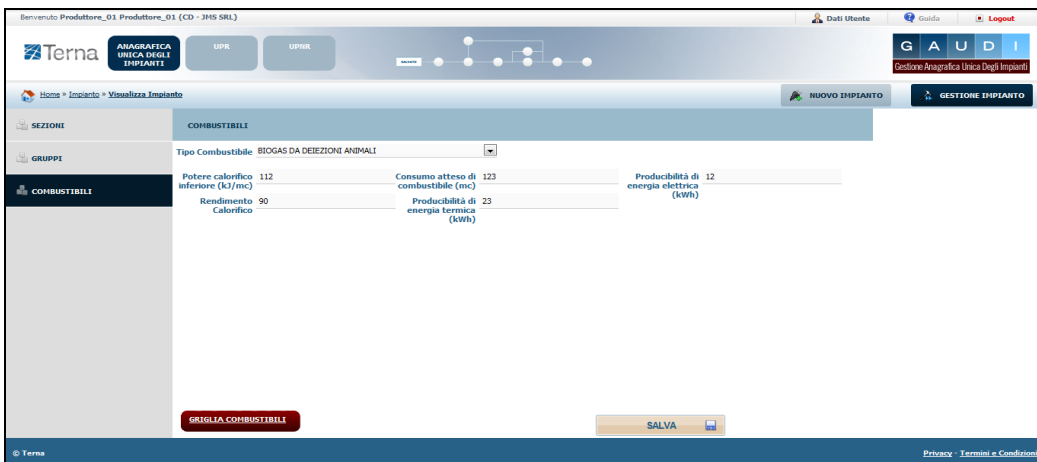 Benvenuto Produttore_01 Produttore_01 (CD - JMS SRL)
Dati Utente
Guida
Logout
Terna
ANAGRAFICA
UNICA DEGLI
IMPIANTI
UPR
UPNR
G A U D I
Gestione Anagrafica Unica Degli Impianti
Home » Impianto » Visualizza Impianto
NUOVO IMPIANTO
GESTIONE IMPIANTO
SEZIONI
GRUPPI
COMBUSTIBILI
COMBUSTIBILI
Tipo Combustibile BIOGAS DA DEIEZIONI ANIMALI
Potere calorifico
inferiore (kJ/mc)
112
Consumo atteso di
combustibile (mc)
123
Producibilitá di
energia elettrica
(kWh)
12
Rendimento
Calorifico
90
Producibilitá di
energia termica
(kWh)
23
GRIGLIA COMBUSTIBILI
SALVA
© Terna
Privacy - Termini e Condizioni